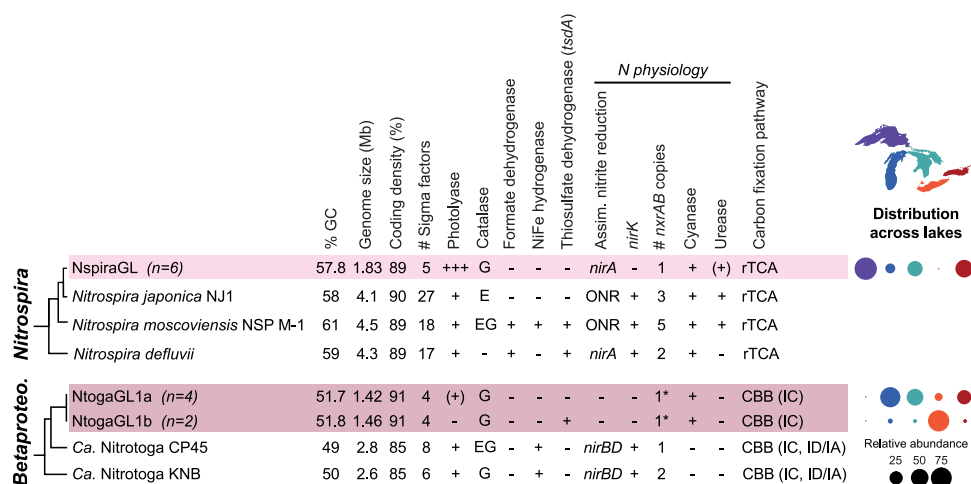 N physiology
% GC
Genome size (Mb)
Coding density (%)
# Sigma factors
Photolyase
Catalase
Formate dehydrogenase
NiFe hydrogenase
Thiosulfate dehydrogenase (tsdA)
Assim. nitrite reduction
nirK
# nxrAB copies
Cyanase
Urease
Carbon fixation pathway
Distribution
across lakes
Nitrospira
NspiraGL (n=6) 57.8 1.83 89 5 +++ G - - - nirA - 1 + (+) rTCA
Nitrospira japonica NJ1 58 4.1 90 27 + E - - - ONR + 3 + + rTCA
Nitrospira moscoviensis NSP M-1 61 4.5 89 18 + EG + + + ONR + 5 + + rTCA
Nitrospira defluvii 59 4.3 89 17 + - + - + nirA + 2 + - rTCA
Betaproteo.
NtogaGL1a (n=4) 51.7 1.42 91 4 (+) G - - - - - 1* + - CBB (IC)
NtogaGL1b (n=2) 51.8 1.46 91 4 - G - - + - - 1* + - CBB (IC)
Ca. Nitrotoga CP45 49 2.8 85 8 + EG - + - nirBD + 1 - - CBB (IC, ID/IA)
Ca. Nitrotoga KNB 50 2.6 85 6 + G - + - nirBD + 2 - - CBB (IC, ID/IA)
Relative abundance
25 50 75